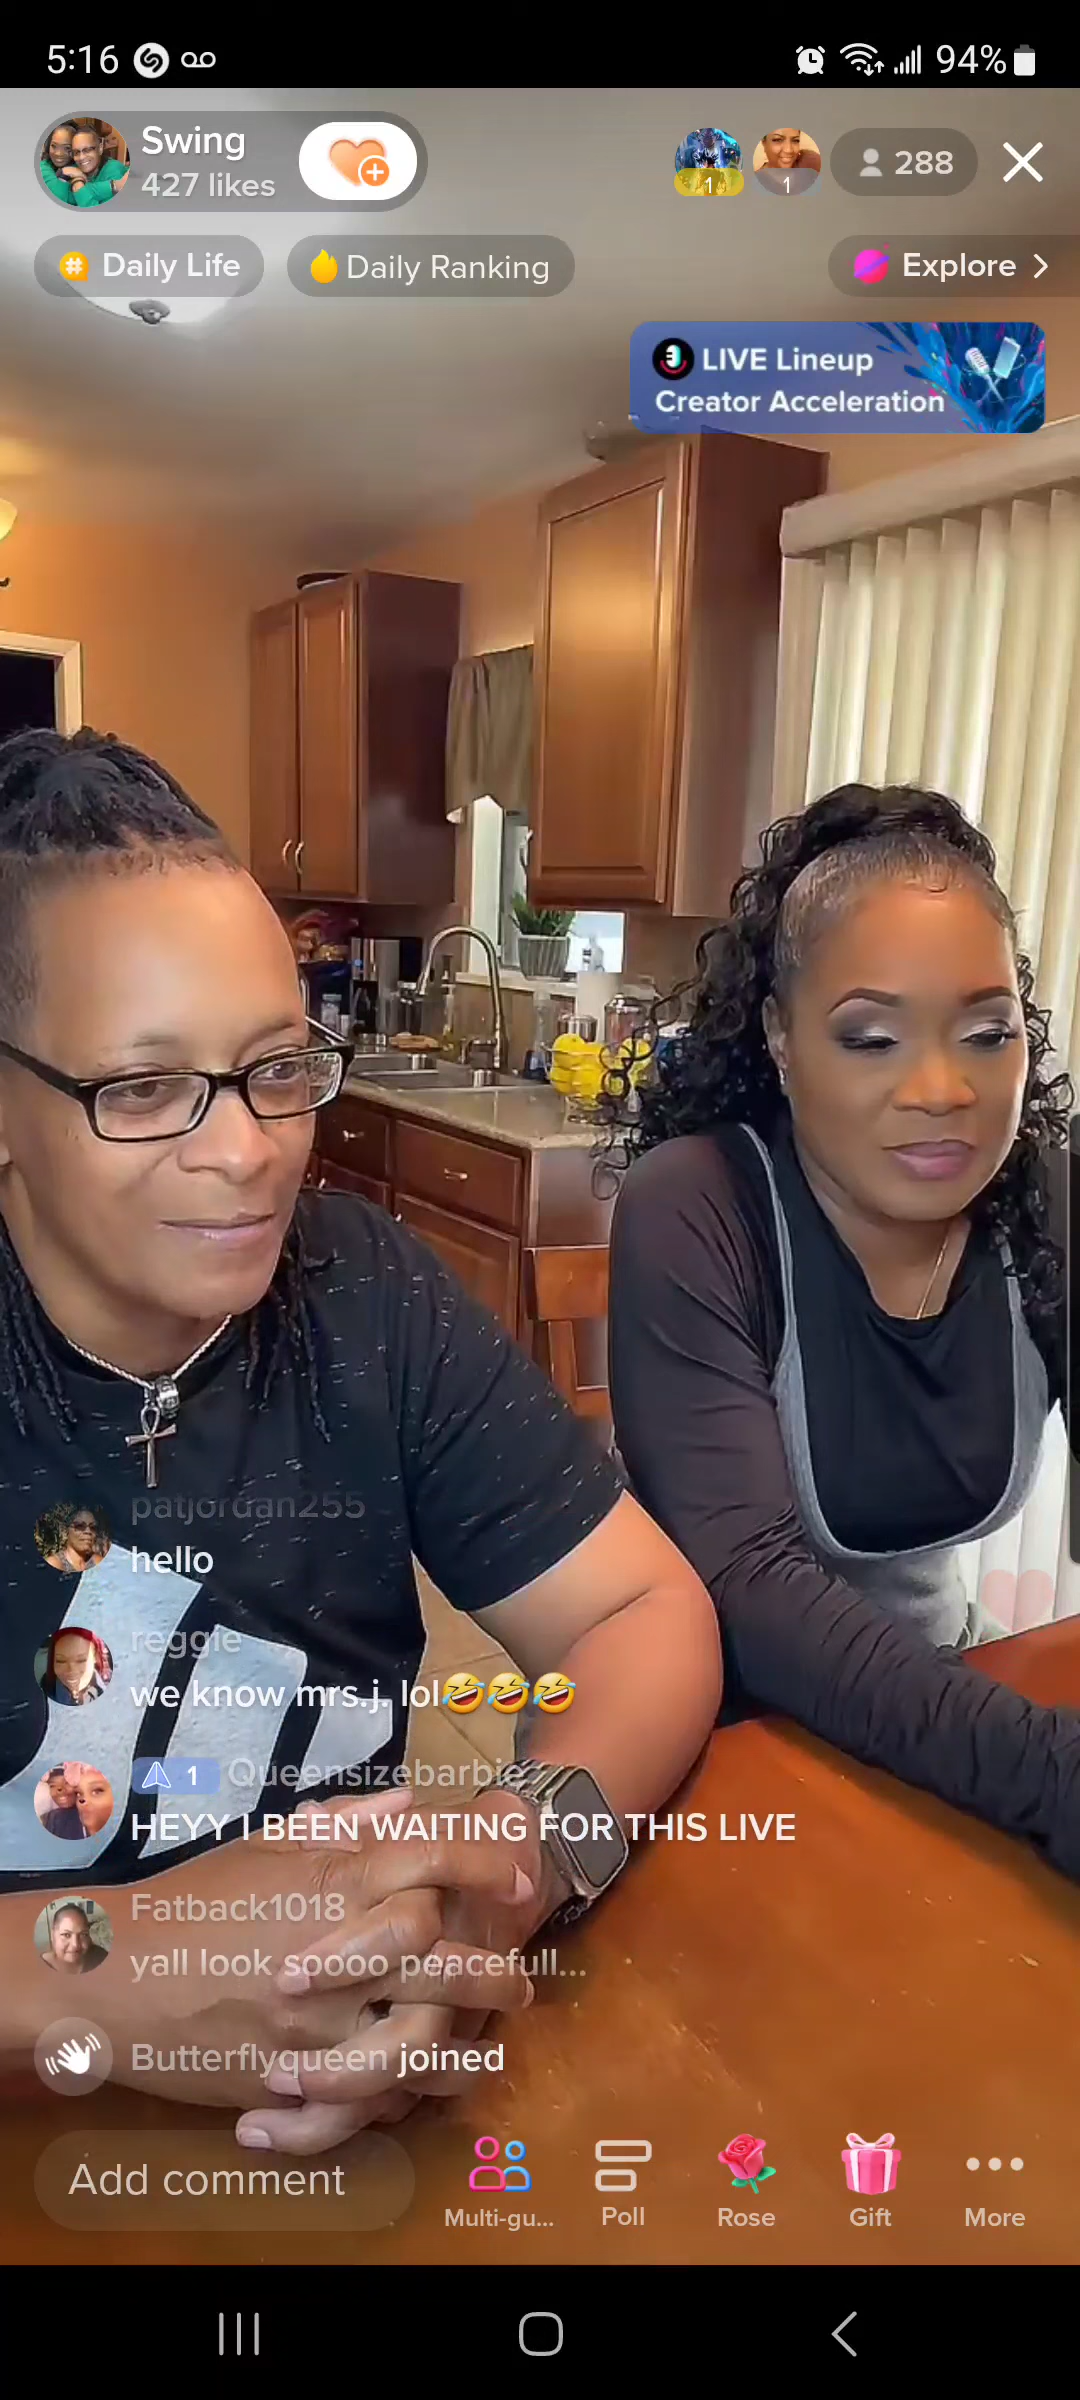 5:16
94%
Swing
427 likes
1
1
288
Daily Life
Daily Ranking
Explore
LIVE Lineup
Creator Acceleration
patjordan255
hello
reggie
we know mrs.j. lol🤣🤣🤣
1 Queensizebarbie
HEYY I BEEN WAITING FOR THIS LIVE
Fatback1018
yall look soooo peacefull...
Butterflyqueen joined
Add comment
Multi-gu...
Poll
Rose
Gift
More